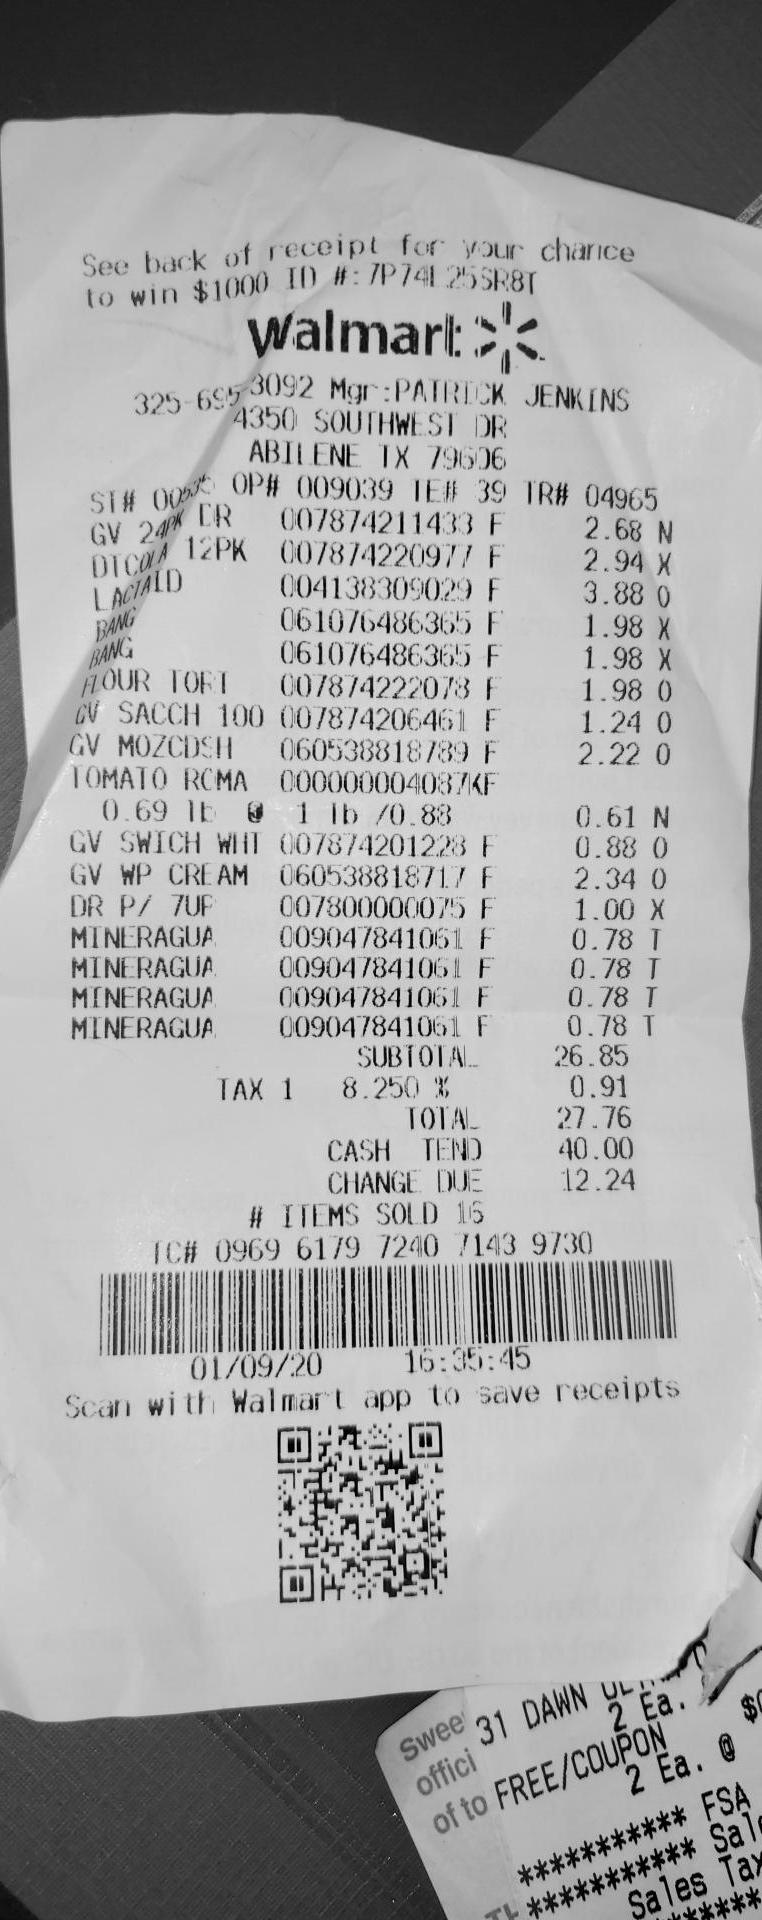 See back of receipt for your chance
to win $1000 ID #:7P74L25SR8T
Walmart
325-695-3092 Mgr:PATRICK JENKINS
4350 SOUTHWEST DR
ABILENE TX 79606
ST# 00535 OP# 009039 TE# 39 TR# 04965
GV 24PK DR 007874211433 F 2.68 N
DTCOLA 12PK 007874220977 F 2.94 X
LACTAID 004138309029 F 3.88 O
BANG 061076486365 F 1.98 X
BANG 061076486365 F 1.98 X
FLOUR TORT 007874222078 F 1.98 O
GV SACCH 100 007874206461 F 1.24 O
GV MOZCDSH 060538818789 F 2.22 O
TOMATO ROMA 000000004087KF
0.69 lb @ 1 lb /0.88 0.61 N
GV SWICH WHT 007874201228 F 0.88 O
GV WP CREAM 060538818717 F 2.34 O
DR P/ 7UP 007800000075 F 1.00 X
MINERAGUA 009047841061 F 0.78 T
MINERAGUA 009047841061 F 0.78 T
MINERAGUA 009047841061 F 0.78 T
MINERAGUA 009047841061 F 0.78 T
SUBTOTAL 26.85
TAX 1 8.250 % 0.91
TOTAL 27.76
CASH TEND 40.00
CHANGE DUE 12.24
# ITEMS SOLD 16
TC# 0969 6179 7240 7143 9730
01/09/20 16:35:45
Scan with Walmart app to save receipts
31 DAWN
2 Ea.
FREE/COUPON
2 Ea. @
*********** FSA
***********
Sales Tax
Swee
offici
of to